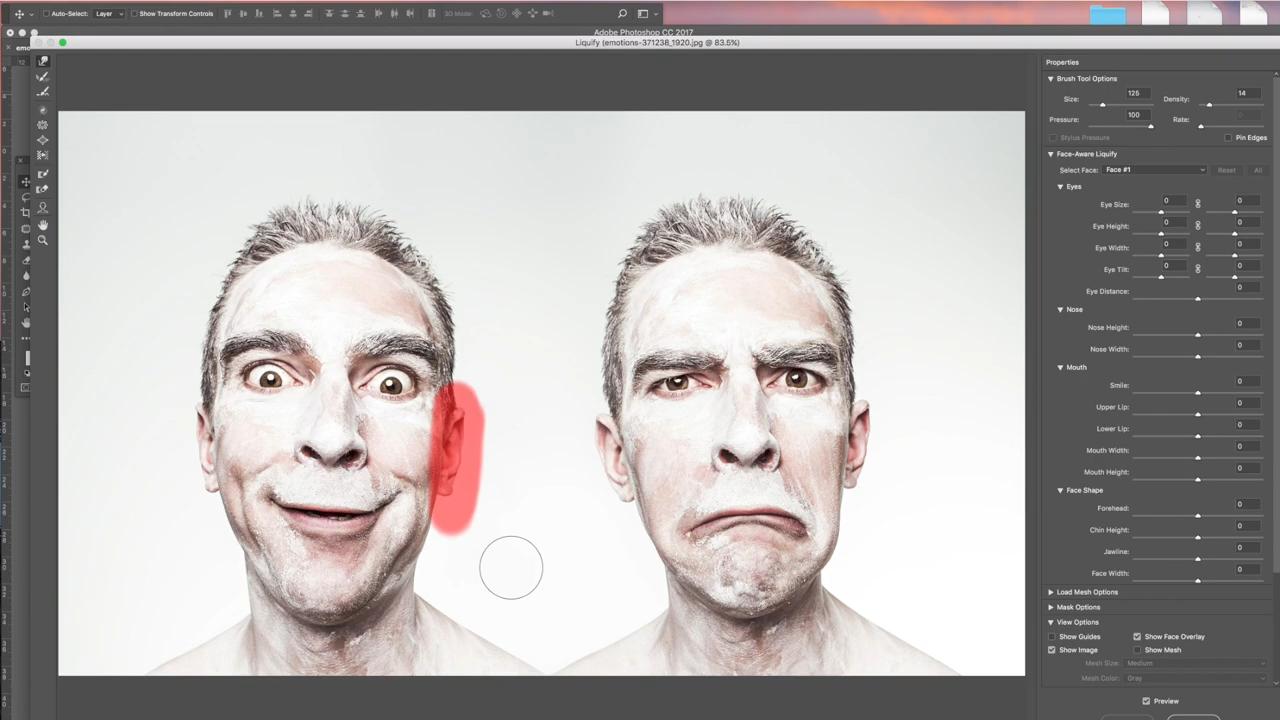 Auto-Select: Layer Show Transform Controls 3D Mode:
Adobe Photoshop CC 2017
Liquify (emotions-371238_1920.jpg @ 83.5%)
emo
Properties
Brush Tool Options
Size: 125 Density: 14
Pressure: 100 Rate: 0
Stylus Pressure Pin Edges
Face-Aware Liquify
Select Face: Face #1 Reset All
Eyes
Eye Size: 0 0
Eye Height: 0 0
Eye Width: 0 0
Eye Tilt: 0 0
Eye Distance: 0
Nose
Nose Height: 0
Nose Width: 0
Mouth
Smile: 0
Upper Lip: 0
Lower Lip: 0
Mouth Width: 0
Mouth Height: 0
Face Shape
Forehead: 0
Chin Height: 0
Jawline: 0
Face Width: 0
Load Mesh Options
Mask Options
View Options
Show Guides Show Face Overlay
Show Image Show Mesh
Mesh Size: Medium
Mesh Color: Gray
Preview